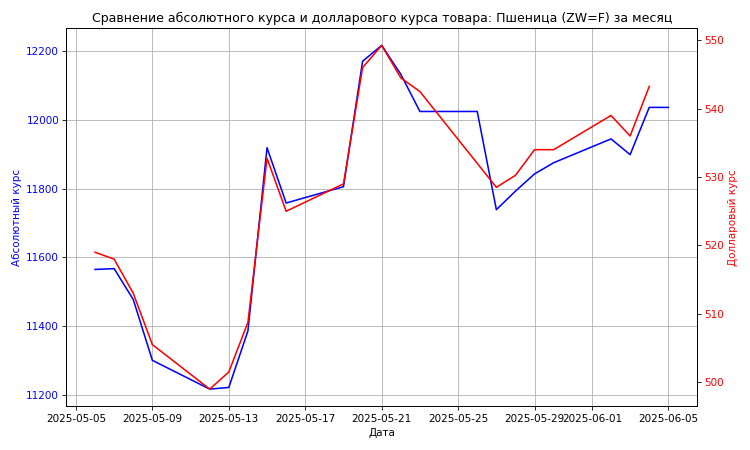 Сравнение абсолютного курса и долларового курса товара: Пшеница (ZW=F) за месяц
Абсолютный курс
12200
12000
11800
11600
11400
11200
550
540
530
520
510
500
Долларовый курс
2025-05-05 2025-05-09 2025-05-13 2025-05-17 2025-05-21 2025-05-25 2025-05-29 2025-06-01 2025-06-05
Дата